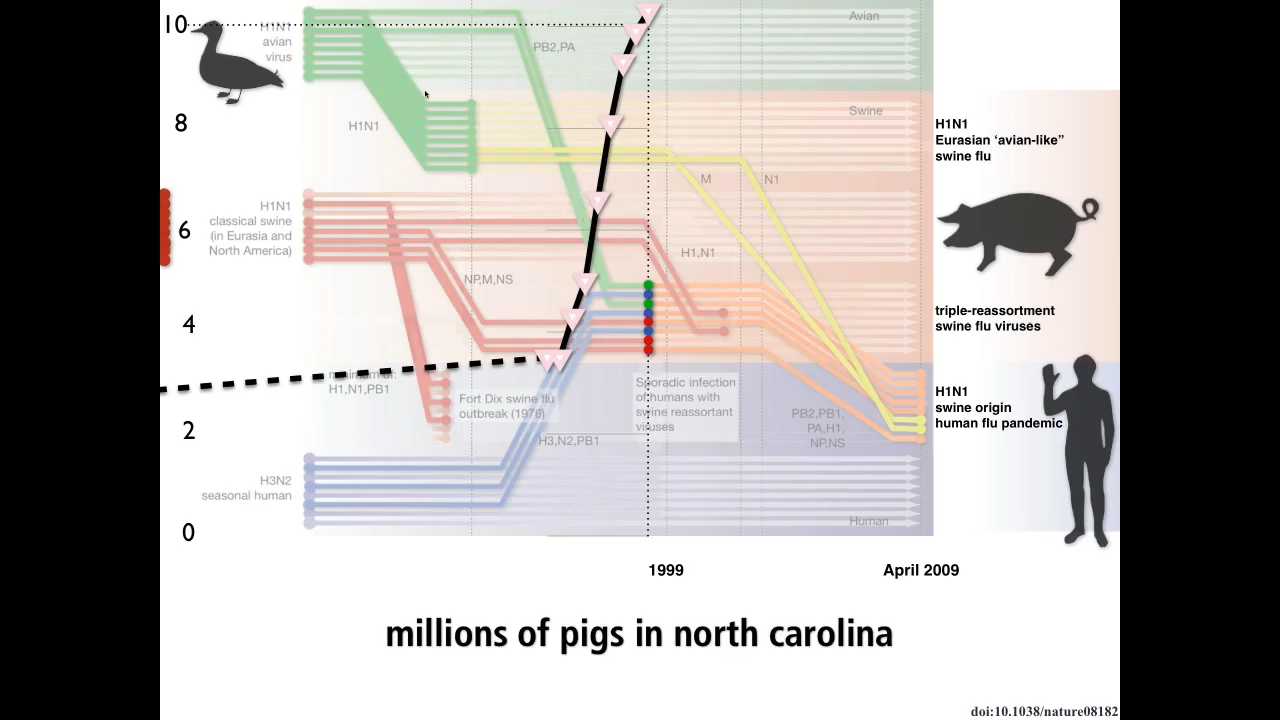 10
H1N1
avian
virus
Avian
PB2,PA
8
H1N1
Swine
H1N1
Eurasian ‘avian-like”
swine flu
M
N1
6
H1N1
classical swine
(in Eurasia and
North America)
H1,N1
NP,M,NS
4
triple-reassortment
swine flu viruses
minimum of:
H1,N1,PB1
Sporadic infection
of humans with
swine reassortant
viruses
Fort Dix swine flu
outbreak (1976)
H1N1
swine origin
human flu pandemic
2
PB2,PB1,
PA,H1,
NP,NS
H3,N2,PB1
H3N2
seasonal human
Human
0
1999
April 2009
millions of pigs in north carolina
doi:10.1038/nature08182